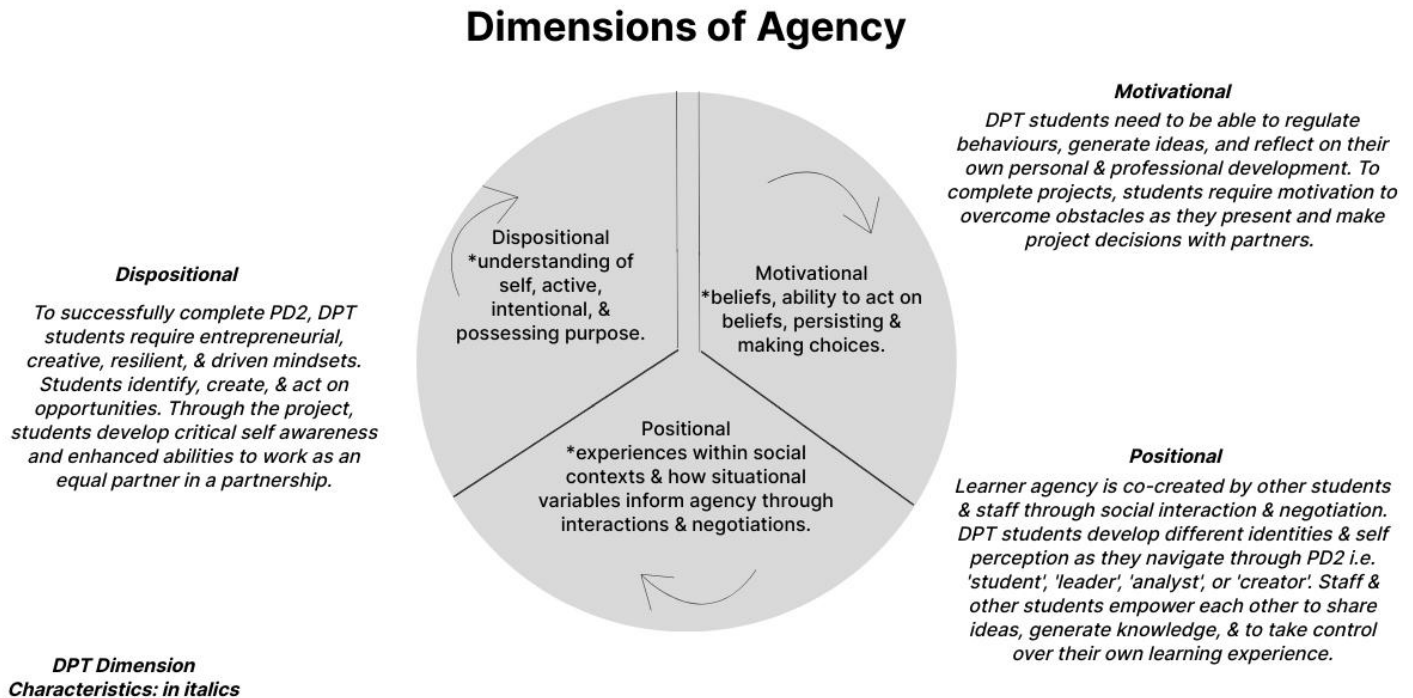 Dimensions of Agency
Motivational
DPT students need to be able to regulate
behaviours, generate ideas, and reflect on their
own personal & professional development. To
complete projects, students require motivation to
overcome obstacles as they present and make
project decisions with partners.
Dispositional
*understanding of
self, active,
intentional, &
possessing purpose.
Motivational
*beliefs, ability to act on
beliefs, persisting &
making choices.
Dispositional
To successfully complete PD2, DPT
students require entrepreneurial,
creative, resilient, & driven mindsets.
Students identify, create, & act on
opportunities. Through the project,
students develop critical self awareness
and enhanced abilities to work as an
equal partner in a partnership.
Positional
*experiences within social
contexts & how situational
variables inform agency through
interactions & negotiations.
Positional
Learner agency is co-created by other students
& staff through social interaction & negotiation.
DPT students develop different identities & self
perception as they navigate through PD2 i.e.
'student', 'leader', 'analyst', or 'creator'. Staff &
other students empower each other to share
ideas, generate knowledge, & to take control
over their own learning experience.
DPT Dimension
Characteristics: in italics